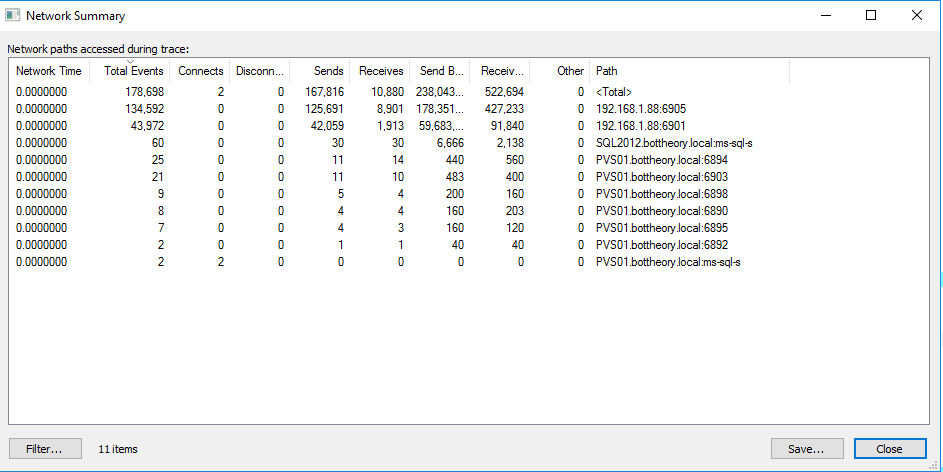 Network Summary
Network paths accessed during trace:
Network Time Total Events Connects Disconn... Sends Receives Send B... Receiv... Other Path
0.0000000 178,698 2 0 167,816 10,880 238,043... 522,694 0 <Total>
0.0000000 134,592 0 0 125,691 8,901 178,351... 427,233 0 192.168.1.88:6905
0.0000000 43,972 0 0 42,059 1,913 59,683,... 91,840 0 192.168.1.88:6901
0.0000000 60 0 0 30 30 6,666 2,138 0 SQL2012.bottheory.local:ms-sql-s
0.0000000 25 0 0 11 14 440 560 0 PVS01.bottheory.local:6894
0.0000000 21 0 0 11 10 483 400 0 PVS01.bottheory.local:6903
0.0000000 9 0 0 5 4 200 160 0 PVS01.bottheory.local:6898
0.0000000 8 0 0 4 4 160 203 0 PVS01.bottheory.local:6890
0.0000000 7 0 0 4 3 160 120 0 PVS01.bottheory.local:6895
0.0000000 2 0 0 1 1 40 40 0 PVS01.bottheory.local:6892
0.0000000 2 2 0 0 0 0 0 0 PVS01.bottheory.local:ms-sql-s
Filter... 11 items Save... Close